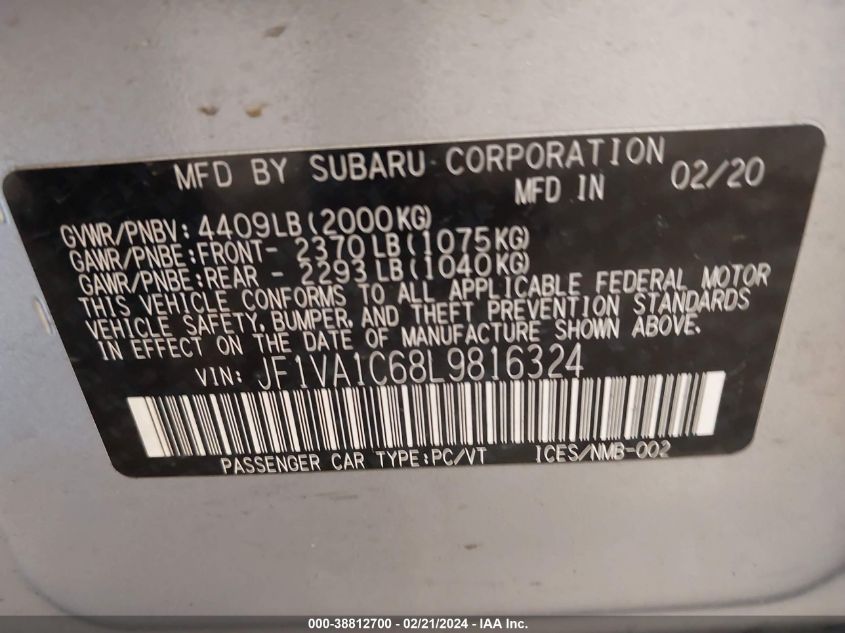 MFD BY SUBARU CORPORATION
MFD IN 02/20
GVWR/PNBV: 4409LB(2000KG)
GAWR/PNBE:FRONT- 2370LB(1075KG)
GAWR/PNBE:REAR - 2293LB(1040KG)
THIS VEHICLE CONFORMS TO ALL APPLICABLE FEDERAL MOTOR
VEHICLE SAFETY, BUMPER, AND THEFT PREVENTION STANDARDS
IN EFFECT ON THE DATE OF MANUFACTURE SHOWN ABOVE.
VIN: JF1VA1C68L9816324
PASSENGER CAR TYPE:PC/VT ICES/NMB-002
000-38812700 - 02/21/2024 - IAAI Inc.